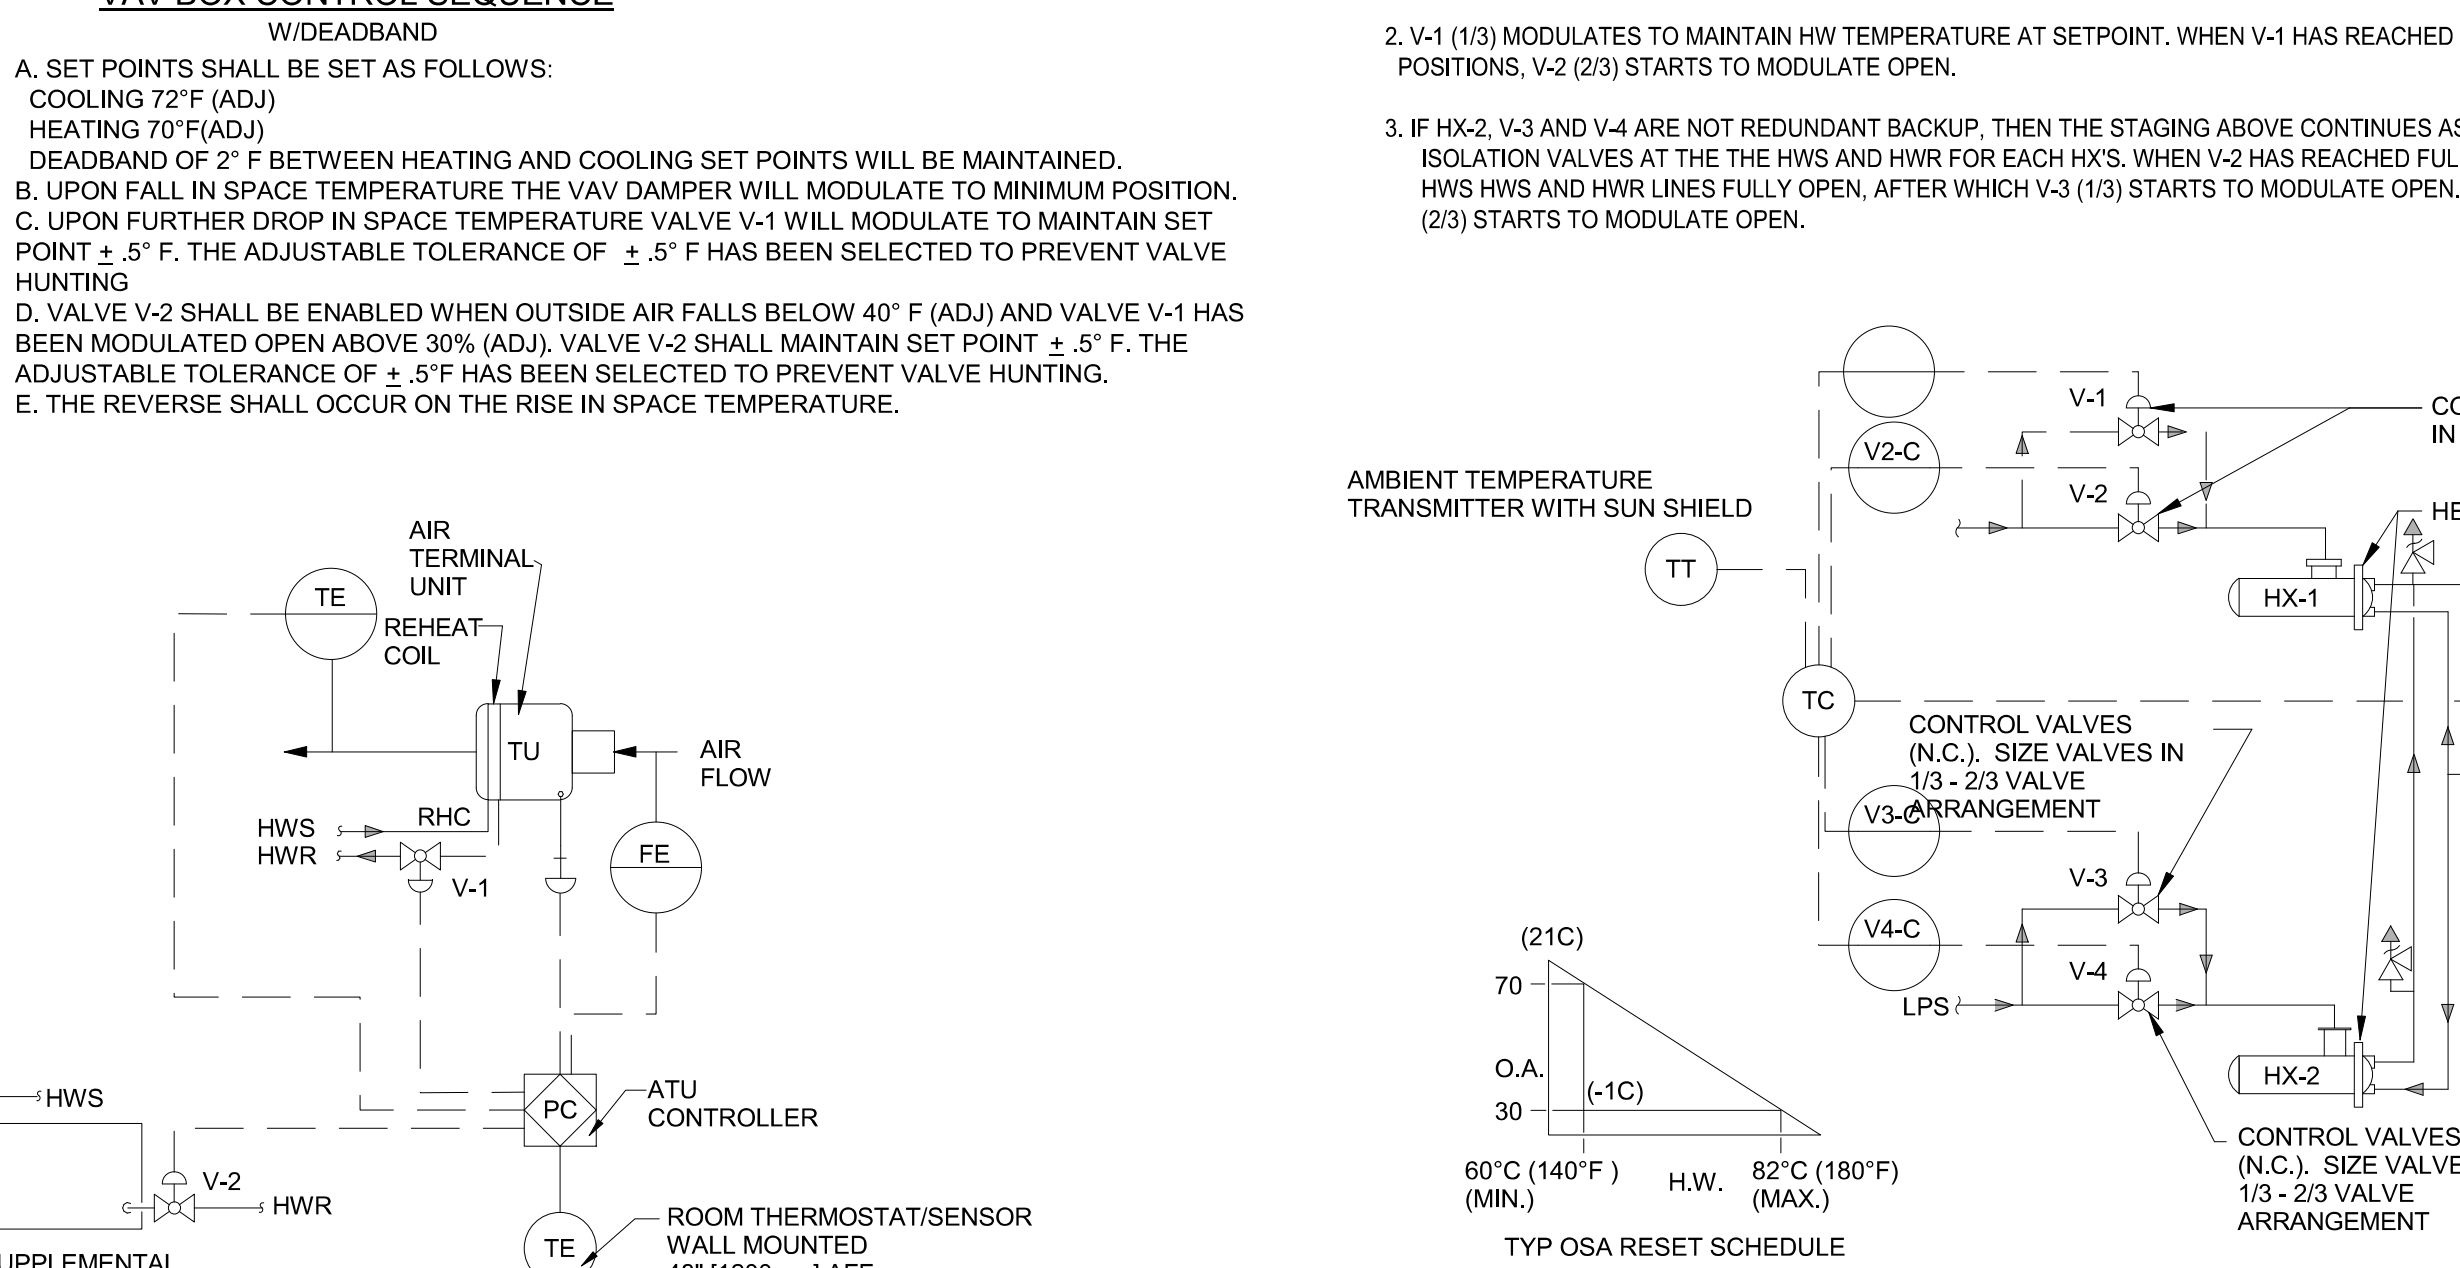 VAV BOX CONTROL SEQUENCE
W/DEADBAND
A. SET POINTS SHALL BE SET AS FOLLOWS:
COOLING 72°F (ADJ)
HEATING 70°F(ADJ)
DEADBAND OF 2° F BETWEEN HEATING AND COOLING SET POINTS WILL BE MAINTAINED.
B. UPON FALL IN SPACE TEMPERATURE THE VAV DAMPER WILL MODULATE TO MINIMUM POSITION.
C. UPON FURTHER DROP IN SPACE TEMPERATURE VALVE V-1 WILL MODULATE TO MAINTAIN SET
POINT ± .5° F. THE ADJUSTABLE TOLERANCE OF ± .5° F HAS BEEN SELECTED TO PREVENT VALVE
HUNTING
D. VALVE V-2 SHALL BE ENABLED WHEN OUTSIDE AIR FALLS BELOW 40° F (ADJ) AND VALVE V-1 HAS
BEEN MODULATED OPEN ABOVE 30% (ADJ). VALVE V-2 SHALL MAINTAIN SET POINT ± .5° F. THE
ADJUSTABLE TOLERANCE OF ± .5°F HAS BEEN SELECTED TO PREVENT VALVE HUNTING.
E. THE REVERSE SHALL OCCUR ON THE RISE IN SPACE TEMPERATURE.
AIR
TERMINAL
UNIT
TE
REHEAT
COIL
TU
AIR
FLOW
RHC
HWS
HWR
V-1
FE
PC
ATU
CONTROLLER
HWS
V-2
HWR
TE
ROOM THERMOSTAT/SENSOR
WALL MOUNTED
2. V-1 (1/3) MODULATES TO MAINTAIN HW TEMPERATURE AT SETPOINT. WHEN V-1 HAS REACHED
POSITIONS, V-2 (2/3) STARTS TO MODULATE OPEN.
3. IF HX-2, V-3 AND V-4 ARE NOT REDUNDANT BACKUP, THEN THE STAGING ABOVE CONTINUES AS
ISOLATION VALVES AT THE THE HWS AND HWR FOR EACH HX'S. WHEN V-2 HAS REACHED FUL
HWS HWS AND HWR LINES FULLY OPEN, AFTER WHICH V-3 (1/3) STARTS TO MODULATE OPEN.
(2/3) STARTS TO MODULATE OPEN.
V-1
IN
V2-C
V-2
AMBIENT TEMPERATURE
TRANSMITTER WITH SUN SHIELD
TT
HX-1
TC
CONTROL VALVES
(N.C.). SIZE VALVES IN
1/3 - 2/3 VALVE
ARRANGEMENT
V3-C
V-3
V4-C
V-4
LPS
HX-2
CONTROL VALVES
(N.C.). SIZE VALVE
1/3 - 2/3 VALVE
ARRANGEMENT
(21C)
70
O.A.
(-1C)
30
60°C (140°F )
(MIN.)
H.W.
82°C (180°F)
(MAX.)
TYP OSA RESET SCHEDULE